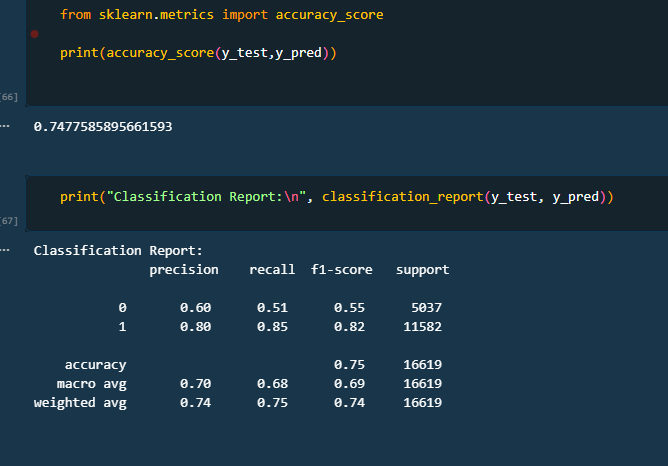 from sklearn.metrics import accuracy_score
print(accuracy_score(y_test,y_pred))
[66]
...
0.7477585895661593
print("Classification Report:\n", classification_report(y_test, y_pred))
[67]
...
Classification Report:
precision recall f1-score support
0 0.60 0.51 0.55 5037
1 0.80 0.85 0.82 11582
accuracy 0.75 16619
macro avg 0.70 0.68 0.69 16619
weighted avg 0.74 0.75 0.74 16619